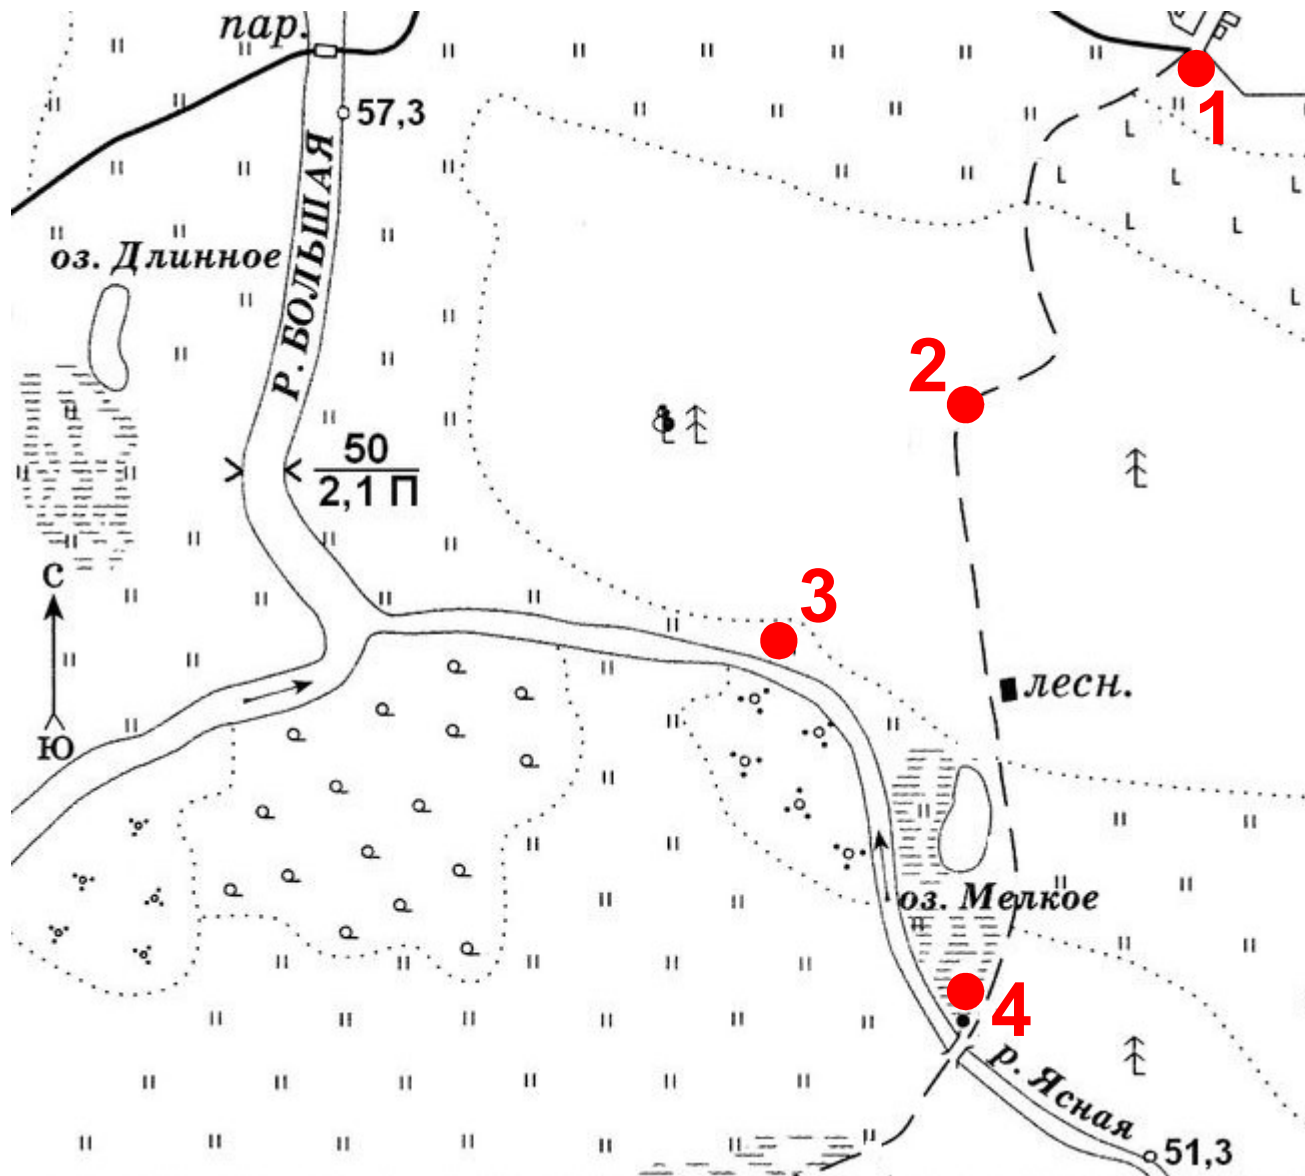 пар.
57,3
1
р. БОЛЬШАЯ
оз. Длинное
2
50
2,1 П
С
3
лесн.
Ю
оз. Мелкое
4
р. Ясная
51,3